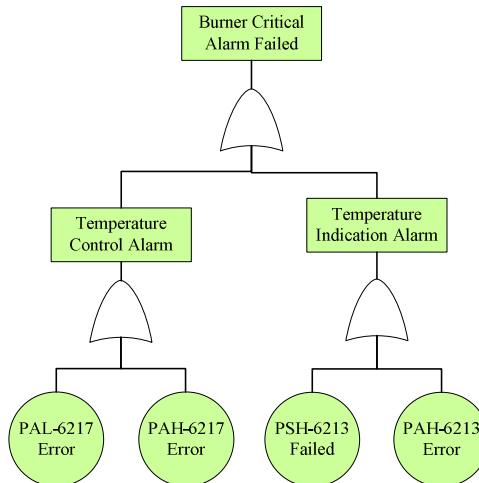 Burner Critical
Alarm Failed
Temperature
Control Alarm
Temperature
Indication Alarm
PAL-6217
Error
PAH-6217
Error
PSH-6213
Failed
PAH-6213
Error